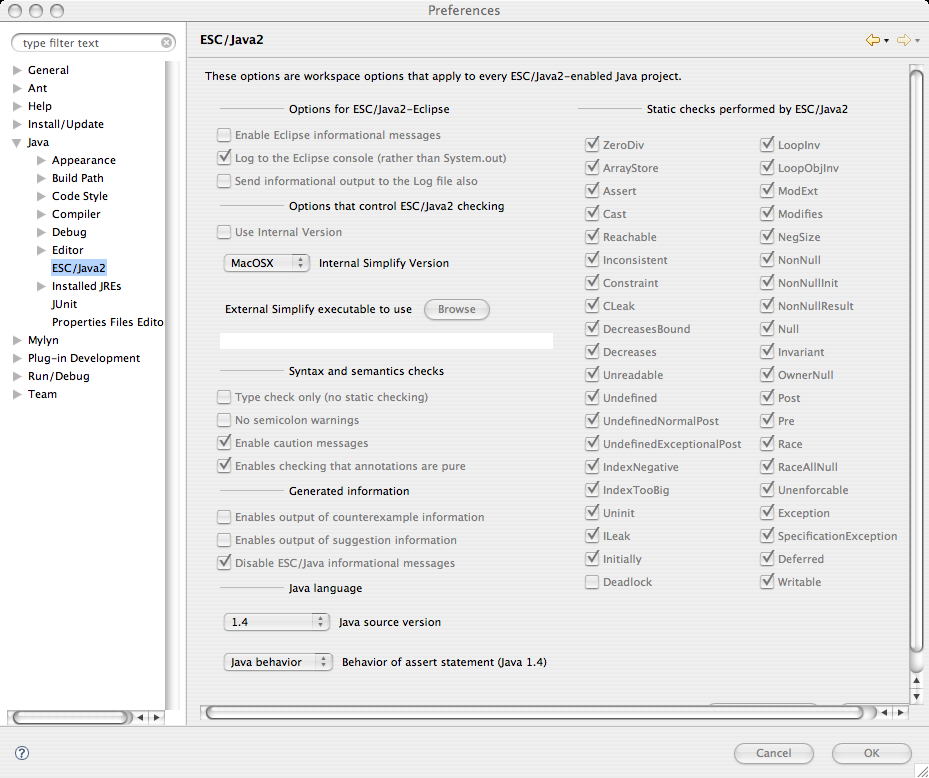 Preferences
type filter text
General
Ant
Help
Install/Update
Java
Appearance
Build Path
Code Style
Compiler
Debug
Editor
ESC/Java2
Installed JREs
JUnit
Properties Files Edito
Mylyn
Plug-in Development
Run/Debug
Team
ESC/Java2
These options are workspace options that apply to every ESC/Java2-enabled Java project.
Options for ESC/Java2-Eclipse
Enable Eclipse informational messages
Log to the Eclipse console (rather than System.out)
Send informational output to the Log file also
Options that control ESC/Java2 checking
Use Internal Version
MacOSX Internal Simplify Version
External Simplify executable to use Browse
Syntax and semantics checks
Type check only (no static checking)
No semicolon warnings
Enable caution messages
Enables checking that annotations are pure
Generated information
Enables output of counterexample information
Enables output of suggestion information
Disable ESC/Java informational messages
Java language
1.4 Java source version
Java behavior Behavior of assert statement (Java 1.4)
Static checks performed by ESC/Java2
ZeroDiv
ArrayStore
Assert
Cast
Reachable
Inconsistent
Constraint
CLeak
DecreasesBound
Decreases
Unreadable
Undefined
UndefinedNormalPost
UndefinedExceptionalPost
IndexNegative
IndexTooBig
Uninit
ILeak
Initially
Deadlock
LoopInv
LoopObjInv
ModExt
Modifies
NegSize
NonNull
NonNullInit
NonNullResult
Null
Invariant
OwnerNull
Post
Pre
Race
RaceAllNull
Unenforcable
Exception
SpecificationException
Deferred
Writable
?
Cancel
OK